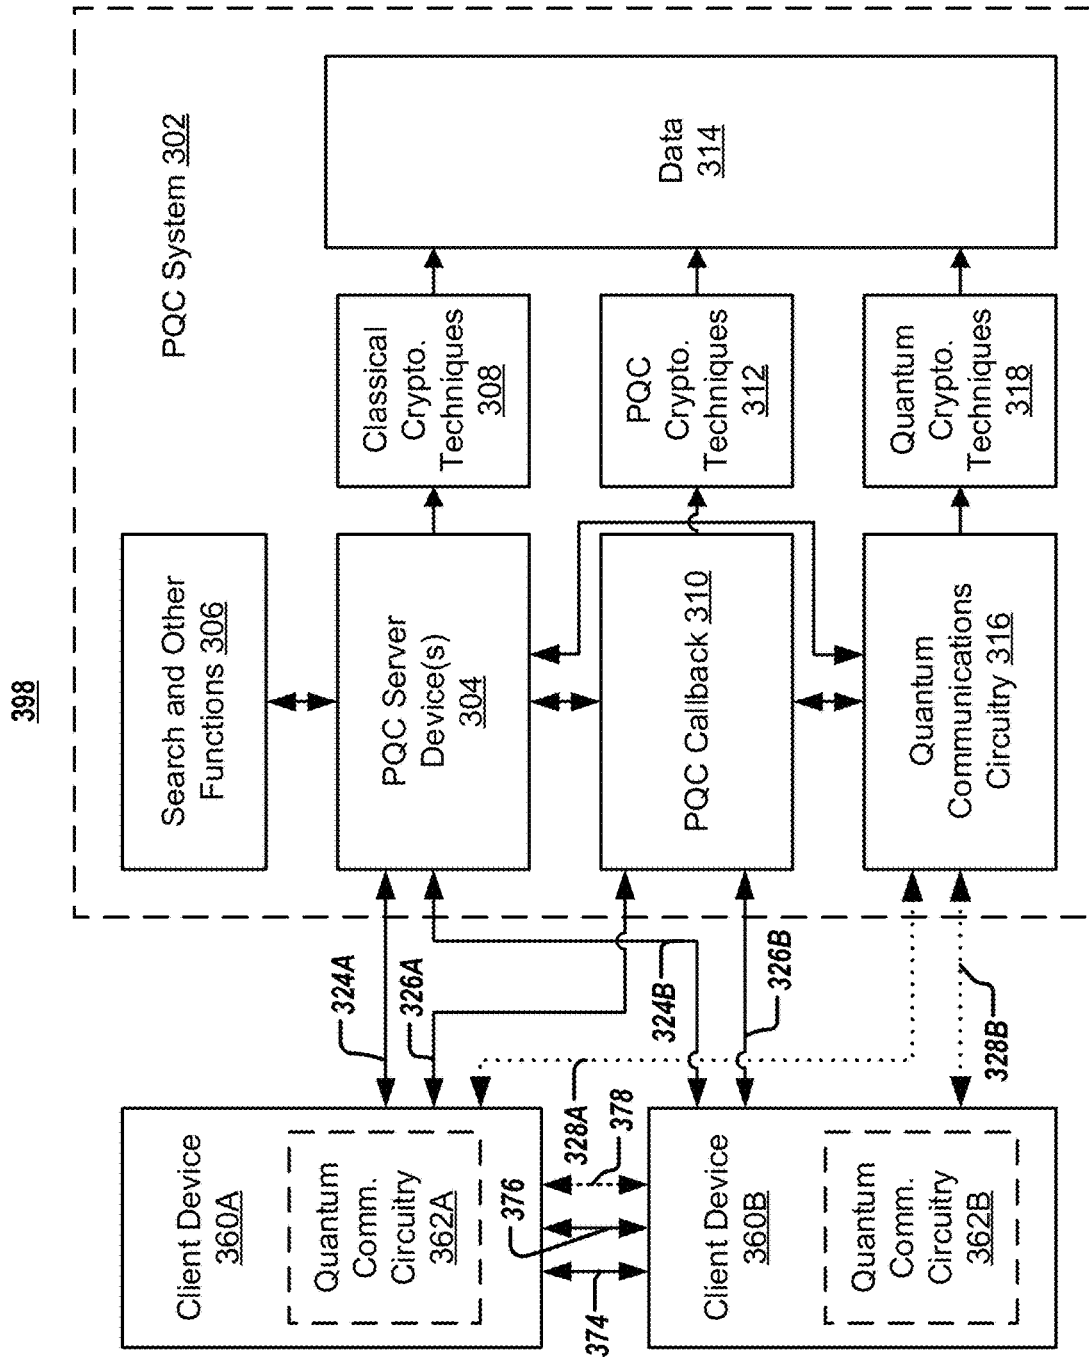 398
PQC System 302
Client Device
360A
Quantum
Comm.
Circuitry
362A
Client Device
360B
Quantum
Comm.
Circuitry
362B
374
376
378
324A
326A
328A
324B
326B
328B
Search and Other
Functions 306
PQC Server
Device(s)
304
PQC Callback 310
Quantum
Communications
Circuitry 316
Classical
Crypto.
Techniques
308
PQC
Crypto.
Techniques
312
Quantum
Crypto.
Techniques
318
Data
314